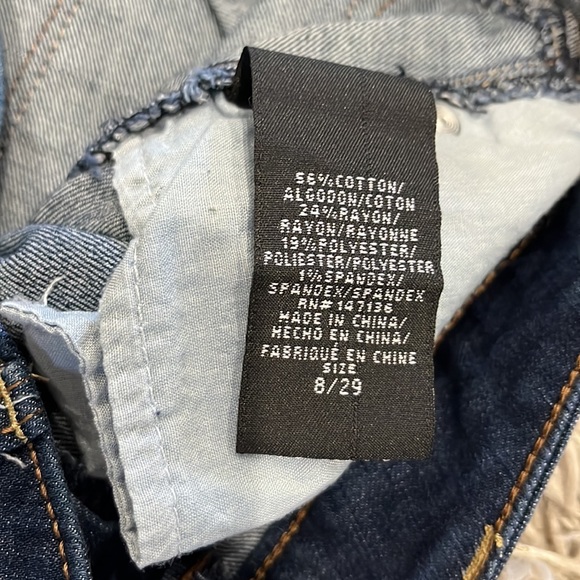 56%COTTON/
ALGODON/COTON
24%RAYON/
RAYON/RAYONNE
19%POLYESTER/
POLIESTER/POLYESTER
1%SPANDEX/
SPANDEX/SPANDEX
RN#147136
MADE IN CHINA/
HECHO EN CHINA/
FABRIQUÉ EN CHINE
SIZE
8/29